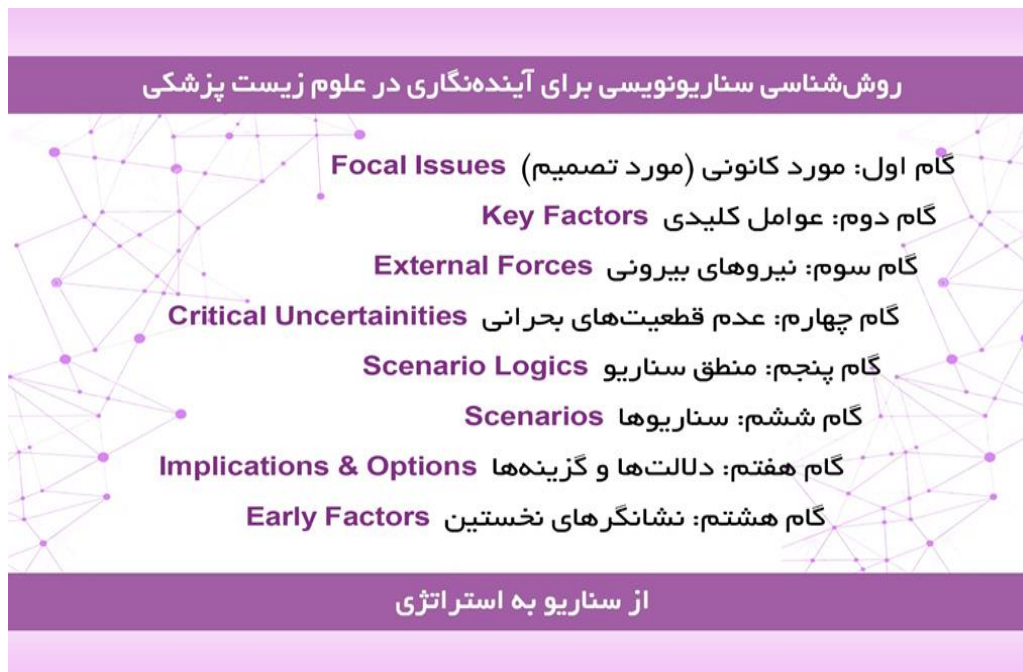 روش‌شناسی سناریونویسی برای آینده‌نگاری در علوم زیست پزشکی
گام اول: مورد کانونی (مورد تصمیم) Focal Issues
گام دوم: عوامل کلیدی Key Factors
گام سوم: نیروهای بیرونی External Forces
گام چهارم: عدم قطعیت‌های بحرانی Critical Uncertainities
گام پنجم: منطق سناریو Scenario Logics
گام ششم: سناریوها Scenarios
گام هفتم: دلالت‌ها و گزینه‌ها Implications & Options
گام هشتم: نشانگرهای نخستین Early Factors
از سناریو به استراتژی